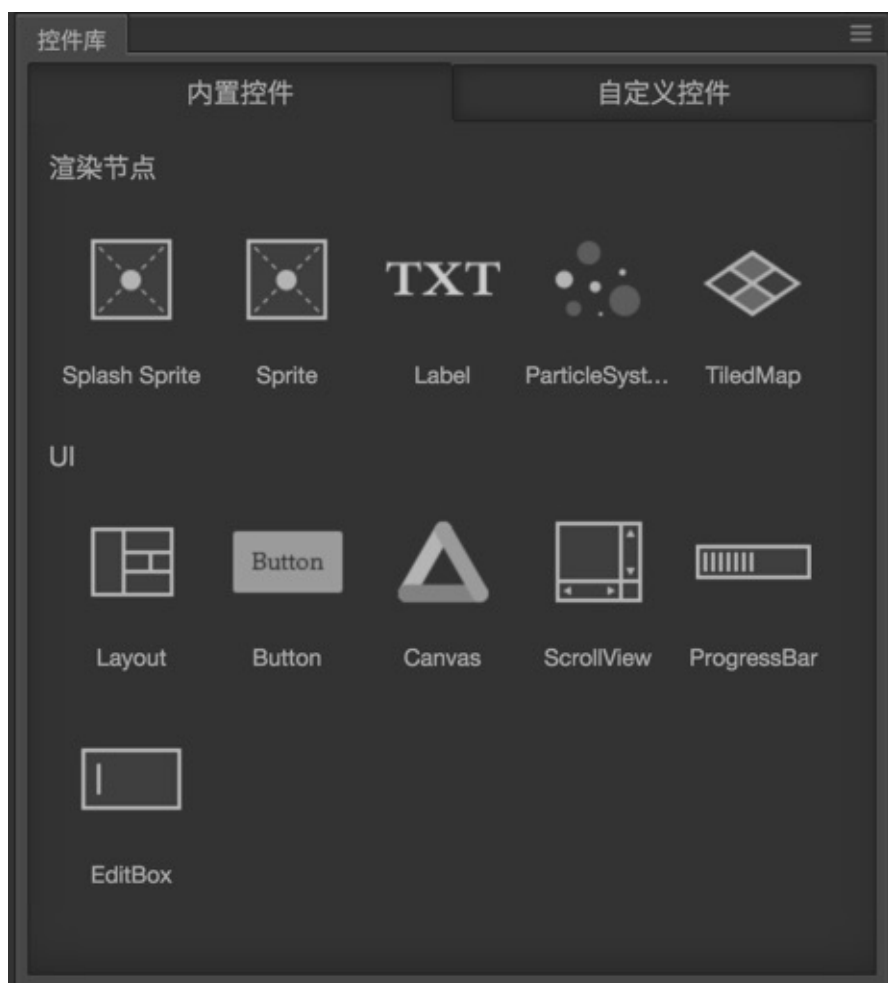 控件库
内置控件 自定义控件
渲染节点
TXT
Splash Sprite Sprite Label ParticleSyst... TiledMap
UI
Button
Layout Button Canvas ScrollView ProgressBar
EditBox